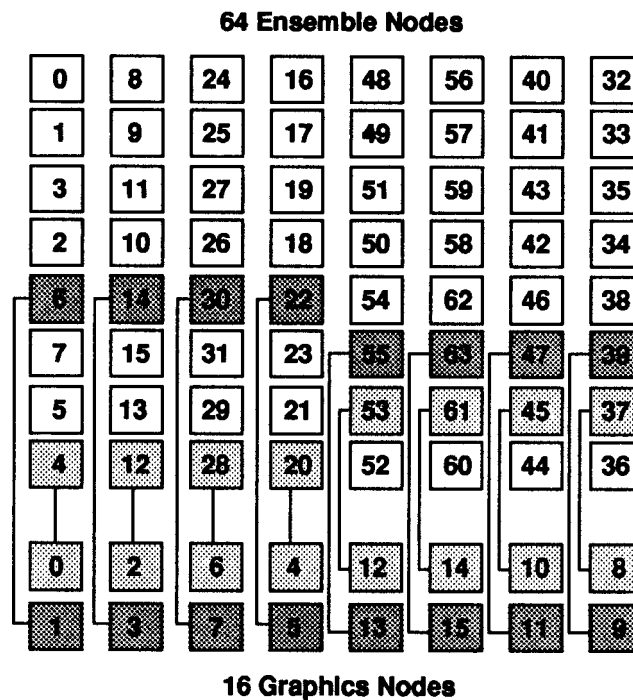 64 Ensemble Nodes
0 8 24 16 48 56 40 32
1 9 25 17 49 57 41 33
3 11 27 19 51 59 43 35
2 10 26 18 50 58 42 34
6 14 30 22 54 62 46 38
7 15 31 23 55 63 47 39
5 13 29 21 53 61 45 37
4 12 28 20 52 60 44 36
0 2 6 4 12 14 10 8
1 3 7 5 13 15 11 9
16 Graphics Nodes